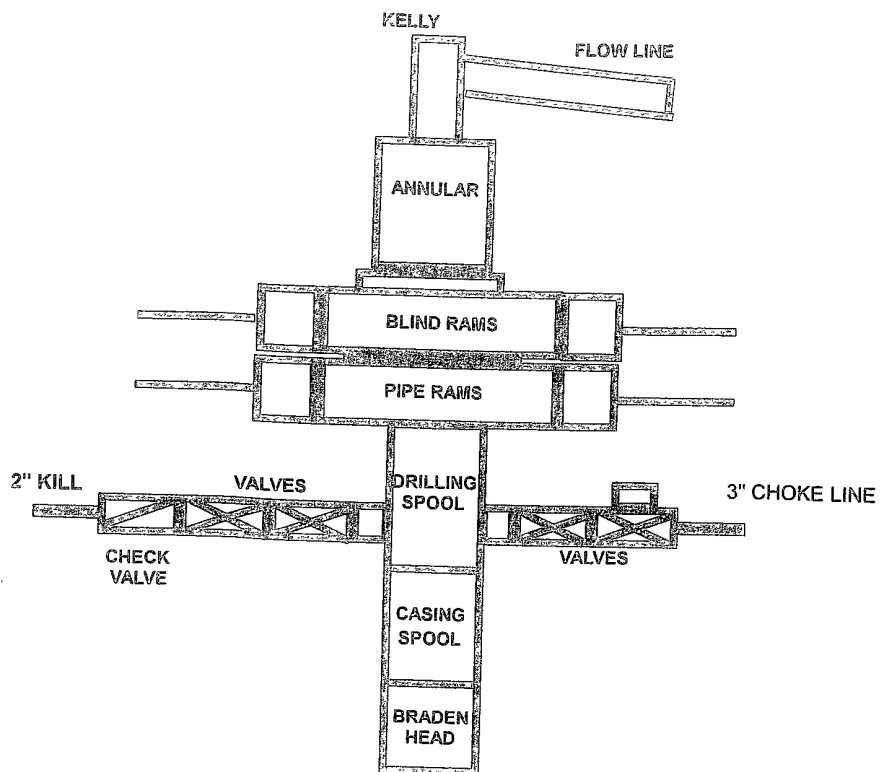 KELLY
FLOW LINE
ANNULAR
BLIND RAMS
PIPE RAMS
2" KILL
VALVES
DRILLING
SPOOL
3" CHOKE LINE
CHECK
VALVE
VALVES
CASING
SPOOL
BRADEN
HEAD